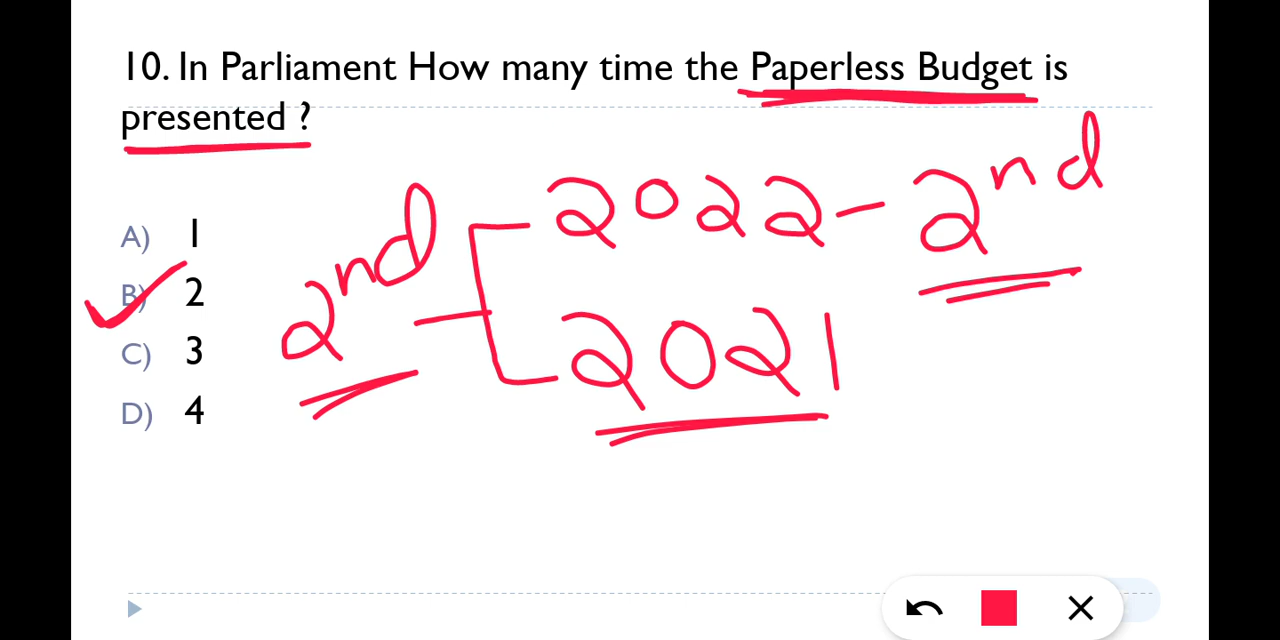 10. In Parliament How many time the Paperless Budget is
presented ?
2022 - 2nd
A) 1
B) 2
2nd
2021
C) 3
D) 4